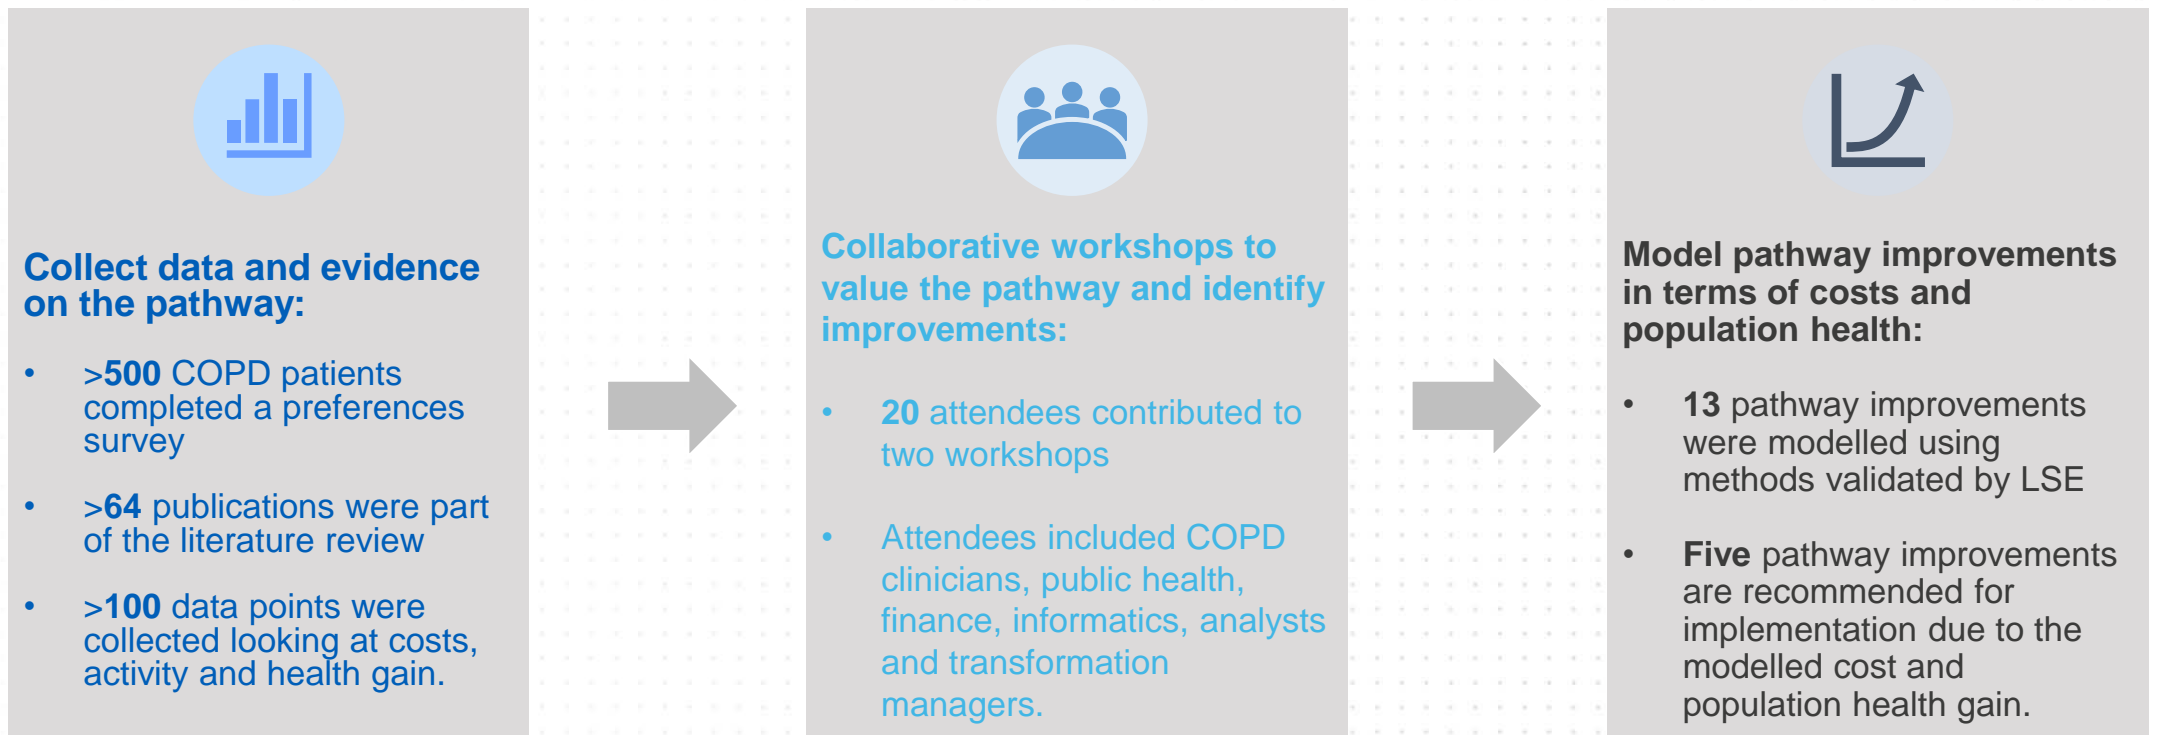 Collect data and evidence
on the pathway:
• >500 COPD patients
completed a preferences
survey
• >64 publications were part
of the literature review
• >100 data points were
collected looking at costs,
activity and health gain.
Collaborative workshops to
value the pathway and identify
improvements:
• 20 attendees contributed to
two workshops
• Attendees included COPD
clinicians, public health,
finance, informatics, analysts
and transformation
managers.
Model pathway improvements
in terms of costs and
population health:
• 13 pathway improvements
were modelled using
methods validated by LSE
• Five pathway improvements
are recommended for
implementation due to the
modelled cost and
population health gain.